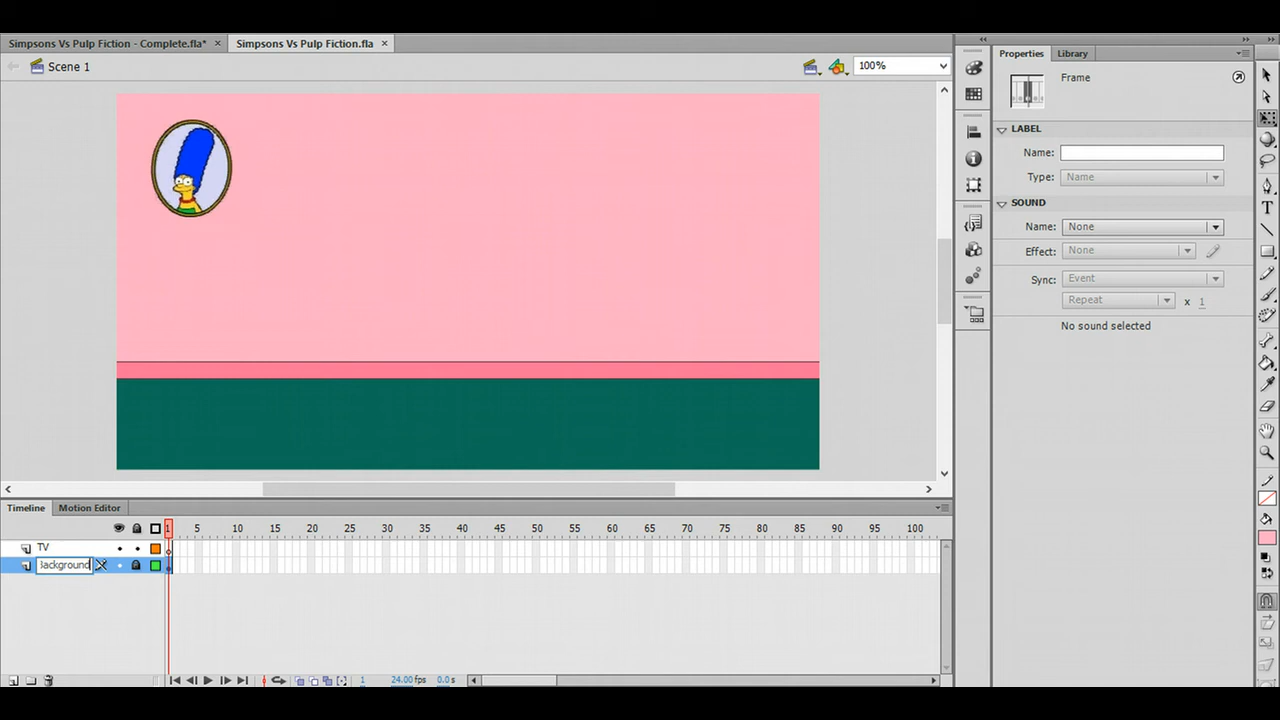 Simpsons Vs Pulp Fiction - Complete.fla* × Simpsons Vs Pulp Fiction.fla ×
Scene 1 100%
Properties Library
Frame
LABEL
Name:
Type: Name
SOUND
Name: None
Effect: None
Sync: Event
Repeat x 1
No sound selected
Timeline Motion Editor
1 5 10 15 20 25 30 35 40 45 50 55 60 65 70 75 80 85 90 95 100
TV
Background
1 24.00 fps 0.0 s